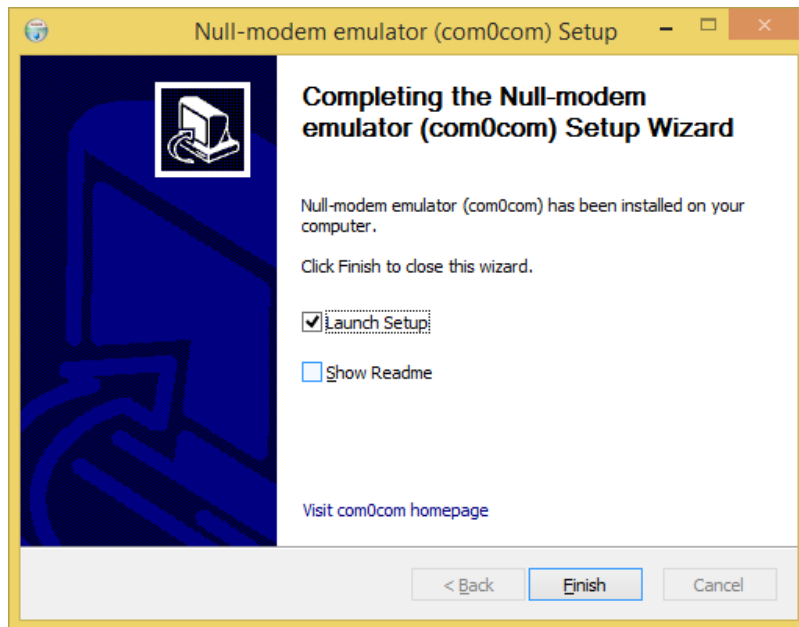 Null-modem emulator (com0com) Setup
Completing the Null-modem
emulator (com0com) Setup Wizard
Null-modem emulator (com0com) has been installed on your
computer.
Click Finish to close this wizard.
Launch Setup
Show Readme
Visit com0com homepage
< Back
Finish
Cancel